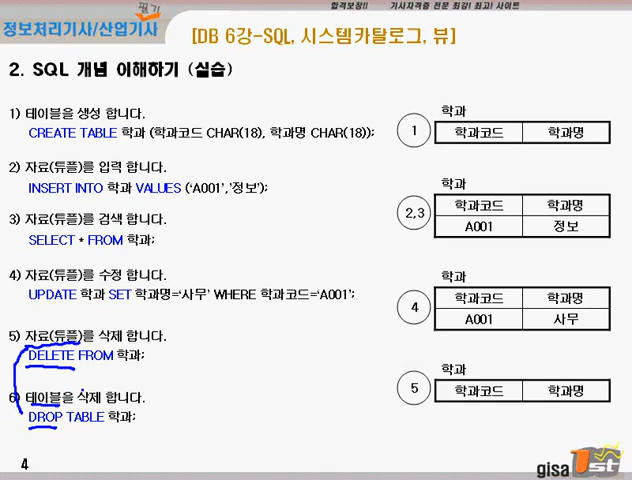 합격보장!! 기사자격증 전문 최강! 최고! 사이트
필기
정보처리기사/산업기사
[DB 6강-SQL, 시스템카탈로그, 뷰]
2. SQL 개념 이해하기 (실습)
1) 테이블을 생성 합니다.
CREATE TABLE 학과 (학과코드 CHAR(18), 학과명 CHAR(18));
2) 자료(튜플)를 입력 합니다.
INSERT INTO 학과 VALUES (‘A001’,’정보’);
3) 자료(튜플)를 검색 합니다.
SELECT * FROM 학과;
4) 자료(튜플)를 수정 합니다.
UPDATE 학과 SET 학과명=‘사무’ WHERE 학과코드=‘A001’;
5) 자료(튜플)를 삭제 합니다.
DELETE FROM 학과;
6) 테이블을 삭제 합니다.
DROP TABLE 학과;
학과
1 학과코드 학과명
학과
2,3 학과코드 학과명
A001 정보
학과
4 학과코드 학과명
A001 사무
학과
5 학과코드 학과명
4
gisa 1st